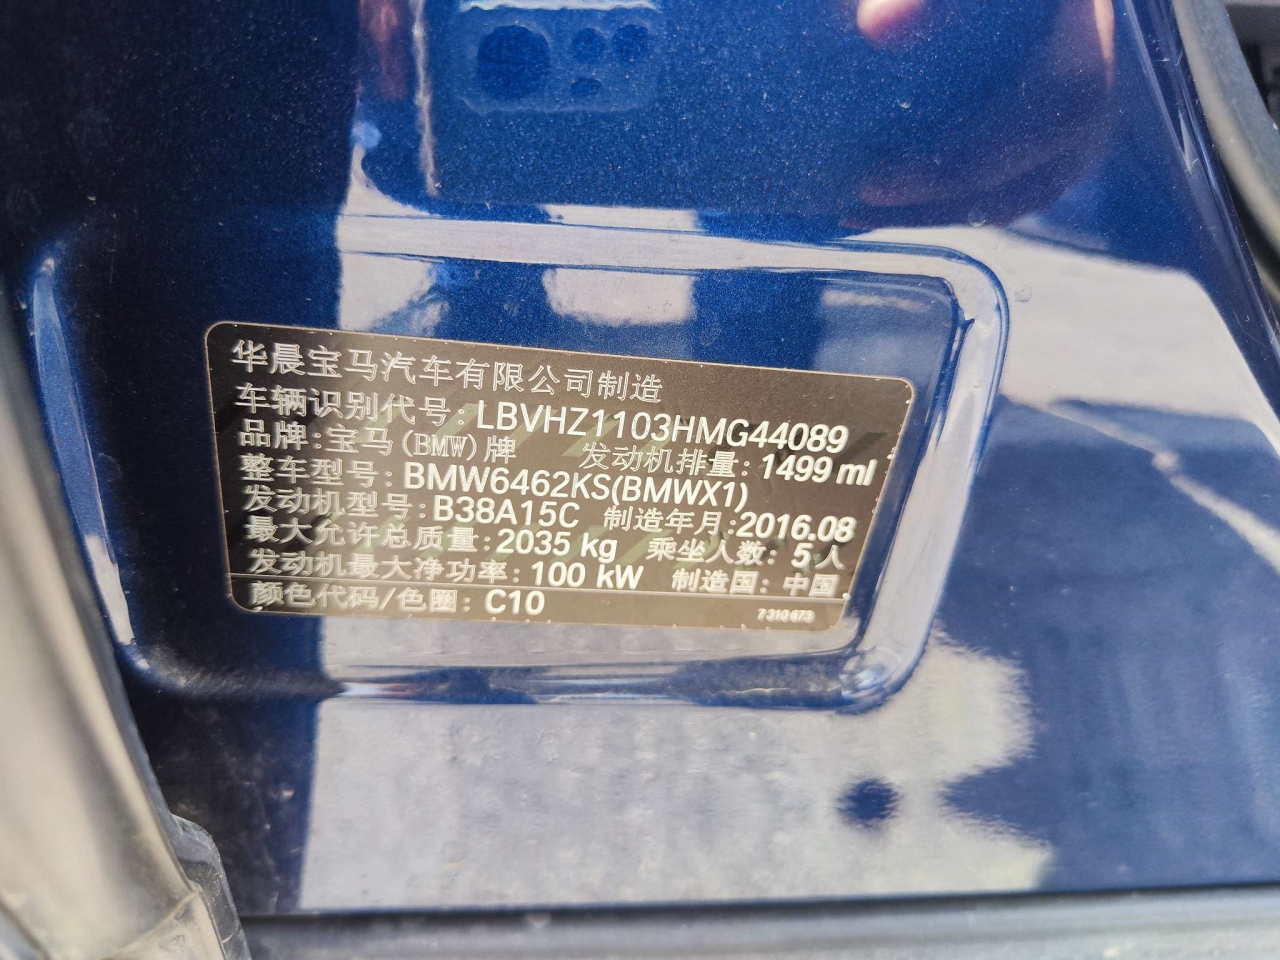 华晨宝马汽车有限公司制造
车辆识别代号: LBVHZ1103HMG44089
品牌: 宝马(BMW)牌 发动机排量: 1499 ml
整车型号: BMW6462KS(BMWX1)
发动机型号: B38A15C 制造年月: 2016.08
最大允许总质量: 2035 kg 乘坐人数: 5人
发动机最大净功率: 100 kW 制造国: 中国
颜色代码/色圈: C10 7310673